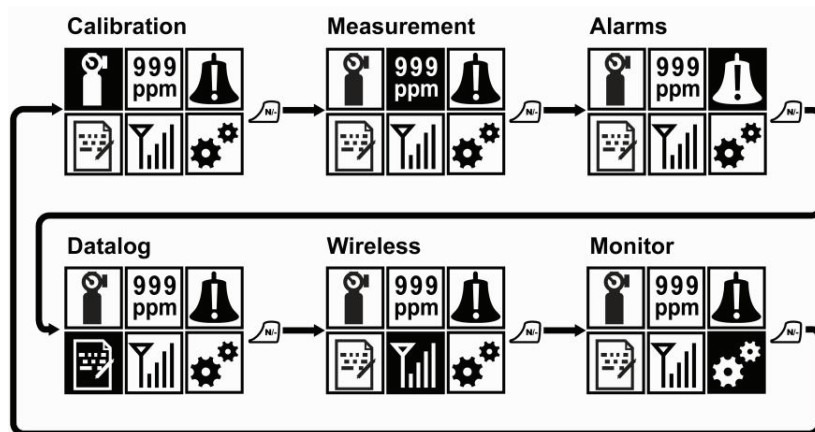 Calibration
Measurement
Alarms
999
ppm
999
ppm
999
ppm
N/-
N/-
N/-
Datalog
Wireless
Monitor
999
ppm
999
ppm
999
ppm
N/-
N/-
N/-